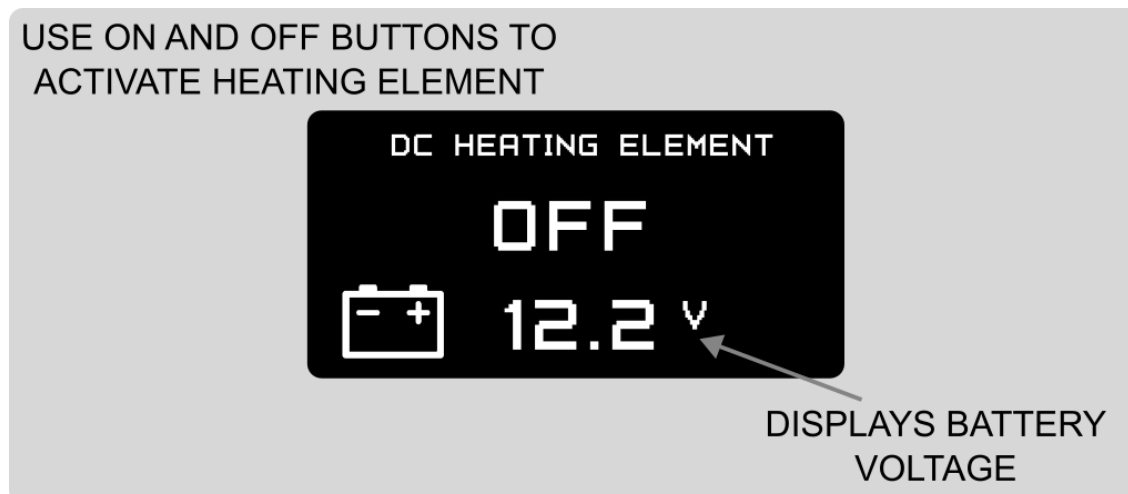 USE ON AND OFF BUTTONS TO
ACTIVATE HEATING ELEMENT
DC HEATING ELEMENT
OFF
- +
12.2 V
DISPLAYS BATTERY
VOLTAGE